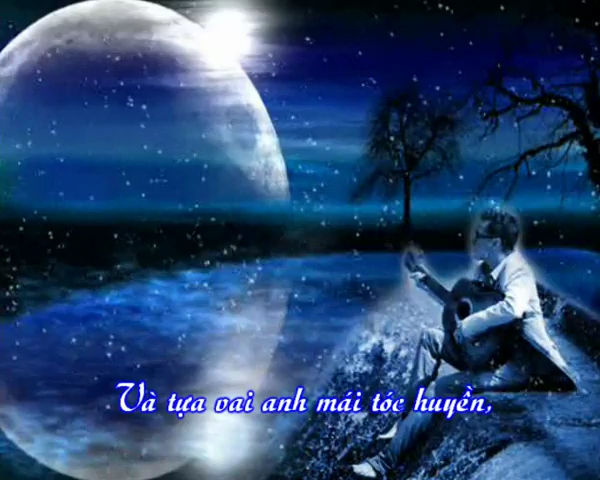 Và tựa vai anh mái tóc huyền,